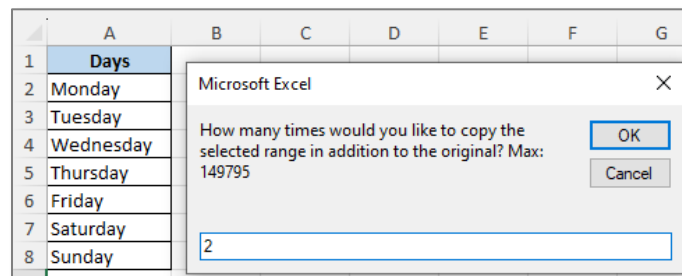 A B C D E F G
1 Days
2 Monday
3 Tuesday
4 Wednesday
5 Thursday
6 Friday
7 Saturday
8 Sunday
Microsoft Excel
How many times would you like to copy the
selected range in addition to the original? Max:
149795
OK
Cancel
2